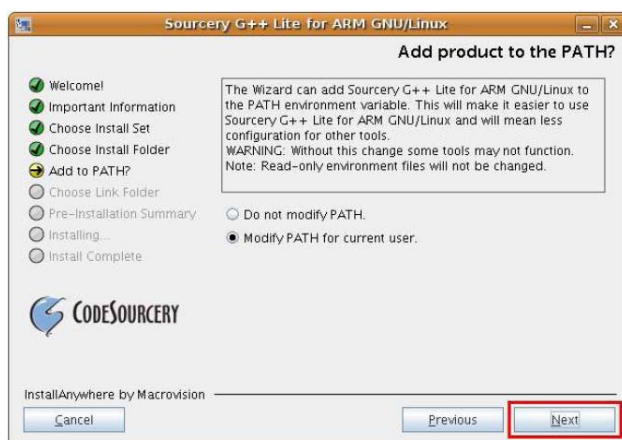 Sourcery G++ Lite for ARM GNU/Linux
Add product to the PATH?
Welcome!
Important Information
Choose Install Set
Choose Install Folder
Add to PATH?
Choose Link Folder
Pre-Installation Summary
Installing...
Install Complete
The Wizard can add Sourcery G++ Lite for ARM GNU/Linux to
the PATH environment variable. This will make it easier to use
Sourcery G++ Lite for ARM GNU/Linux and will mean less
configuration for other tools.
WARNING: Without this change some tools may not function.
Note: Read-only environment files will not be changed.
Do not modify PATH.
Modify PATH for current user.
CODESOURCERY
InstallAnywhere by Macrovision
Cancel
Previous
Next